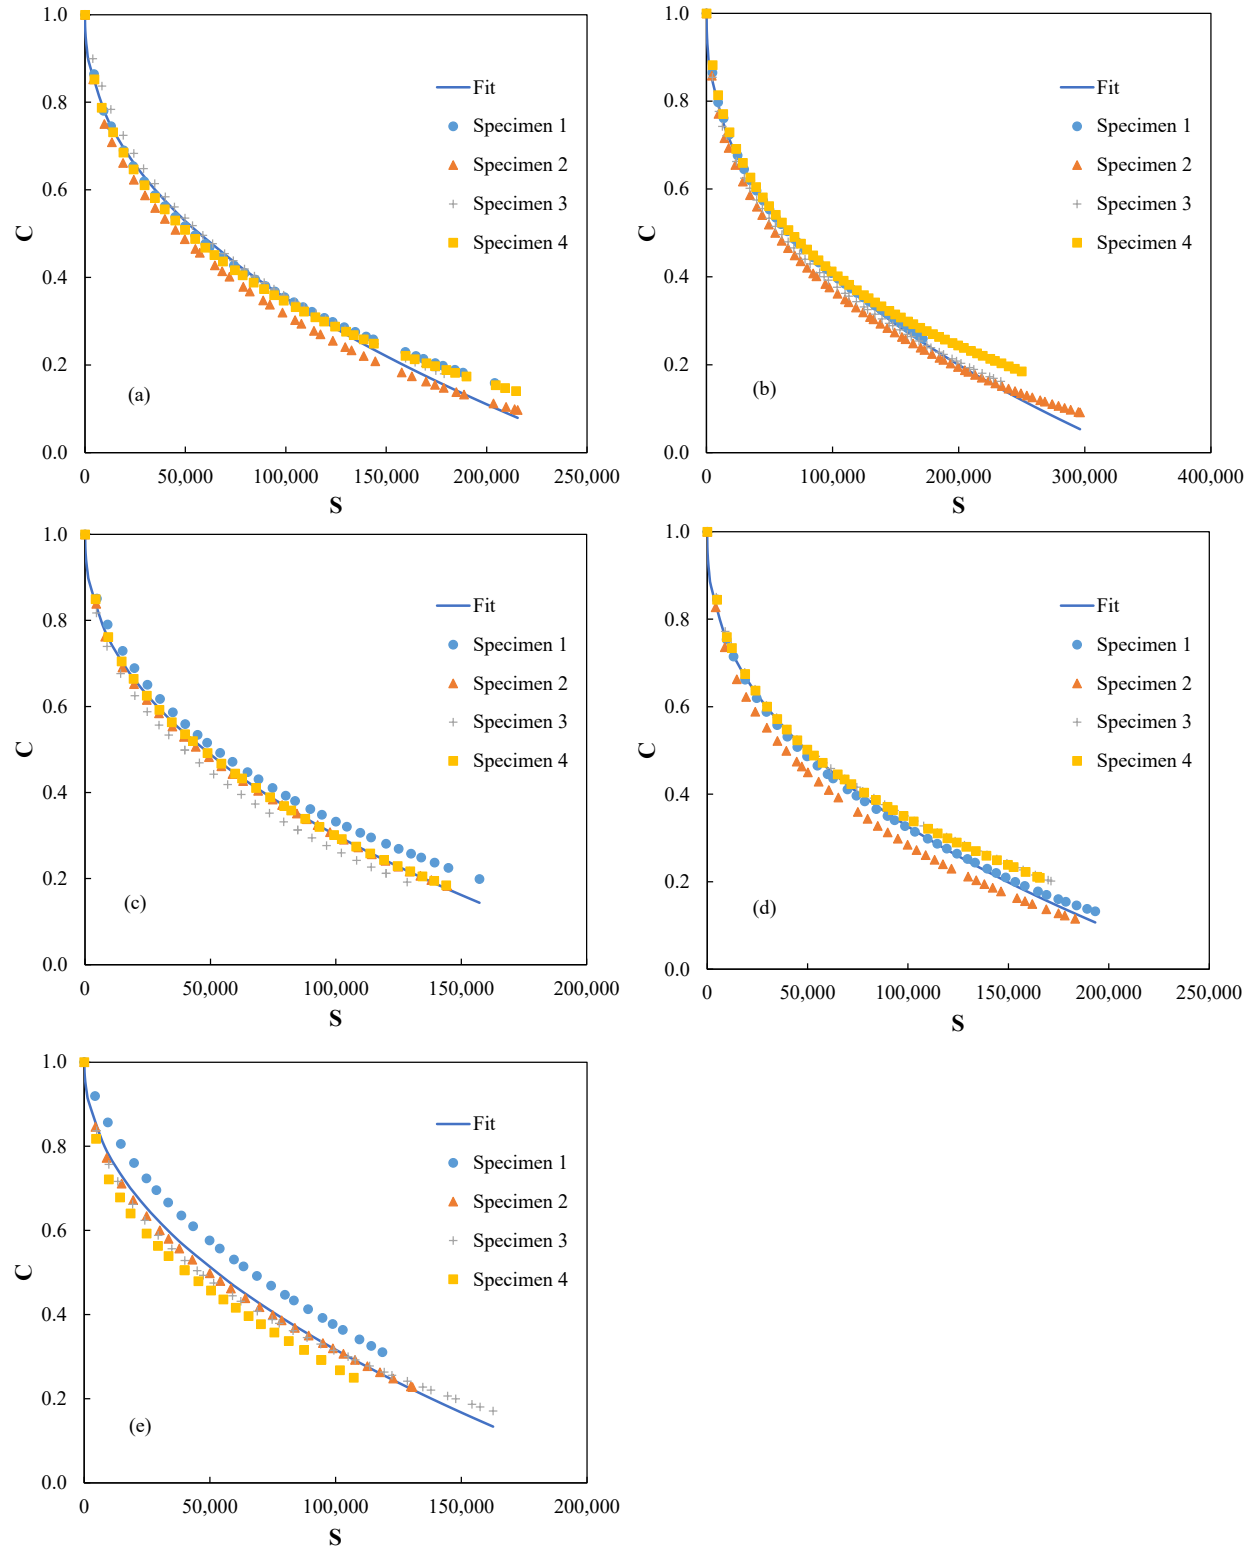 1.0
0.8
0.6
0.4
0.2
0.0
C
Fit
Specimen 1
Specimen 2
Specimen 3
Specimen 4
(a)
0 50,000 100,000 150,000 200,000 250,000
S
1.0
0.8
0.6
0.4
0.2
0.0
C
Fit
Specimen 1
Specimen 2
Specimen 3
Specimen 4
(b)
0 100,000 200,000 300,000 400,000
S
1.0
0.8
0.6
0.4
0.2
0.0
C
Fit
Specimen 1
Specimen 2
Specimen 3
Specimen 4
(c)
0 50,000 100,000 150,000 200,000
S
1.0
0.8
0.6
0.4
0.2
0.0
C
Fit
Specimen 1
Specimen 2
Specimen 3
Specimen 4
(d)
0 50,000 100,000 150,000 200,000 250,000
S
1.0
0.8
0.6
0.4
0.2
0.0
C
Fit
Specimen 1
Specimen 2
Specimen 3
Specimen 4
(e)
0 50,000 100,000 150,000 200,000
S